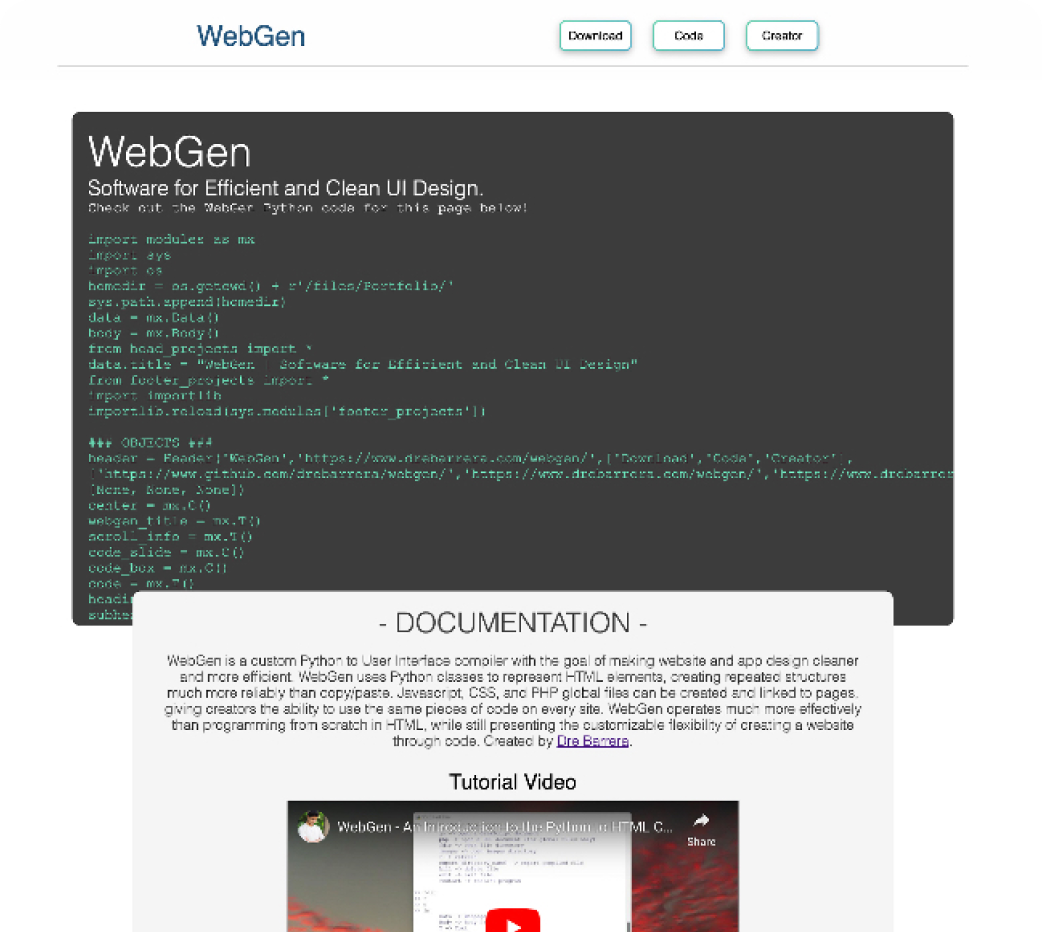 WebGen
Download Code Creator
WebGen
Software for Efficient and Clean UI Design.
Check out the WebGen Python code for this page below!
import modules as mx
import sys
import os
homedir = os.getcwd() + r'/files/Portfolio/'
sys.path.append(homedir)
data = mx.Data()
body = mx.Body()
from head_projects import *
data.title = "WebGen | Software for Efficient and Clean UI Design"
from footer_projects import *
import importlib
importlib.reload(sys.modules['footer_projects'])
### OBJECTS ###
header = Header('WebGen','https://www.drebarrera.com/webgen/',['Download','Code','Creator'],
['https://www.github.com/drebarrera/webgen/','https://www.drebarrera.com/webgen/','https://www.drebarrer
[None, None, None])
center = mx.C()
webgen_title = mx.T()
scroll_info = mx.T()
code_slide = mx.C()
code_box = mx.C()
code = mx.T()
headi
subhe
- DOCUMENTATION -
WebGen is a custom Python to User Interface compiler with the goal of making website and app design cleaner
and more efficient. WebGen uses Python classes to represent HTML elements, creating repeated structures
much more reliably than copy/paste. Javascript, CSS, and PHP global files can be created and linked to pages,
giving creators the ability to use the same pieces of code on every site. WebGen operates much more effectively
than programming from scratch in HTML, while still presenting the customizable flexibility of creating a website
through code. Created by Dre Barrera.
Tutorial Video
WebGen - An Introduction to the Python to HTML C...
Share